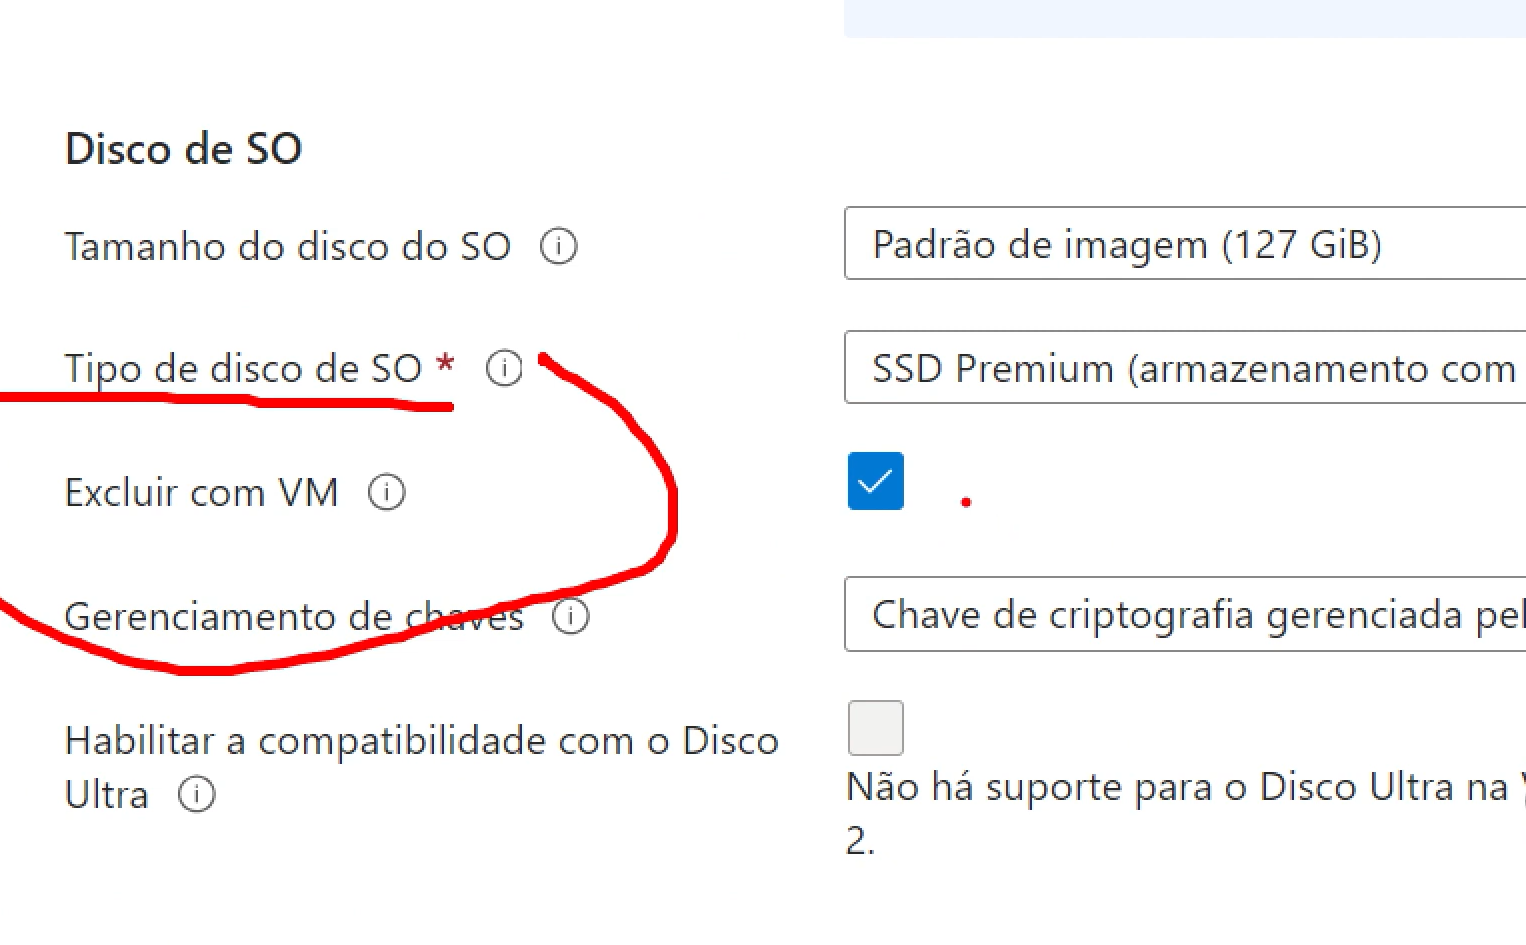 Disco de SO
Tamanho do disco do SO
Padrão de imagem (127 GiB)
Tipo de disco de SO *
SSD Premium (armazenamento com
Excluir com VM
Gerenciamento de chaves
Chave de criptografia gerenciada pel
Habilitar a compatibilidade com o Disco
Ultra
Não há suporte para o Disco Ultra na
2.